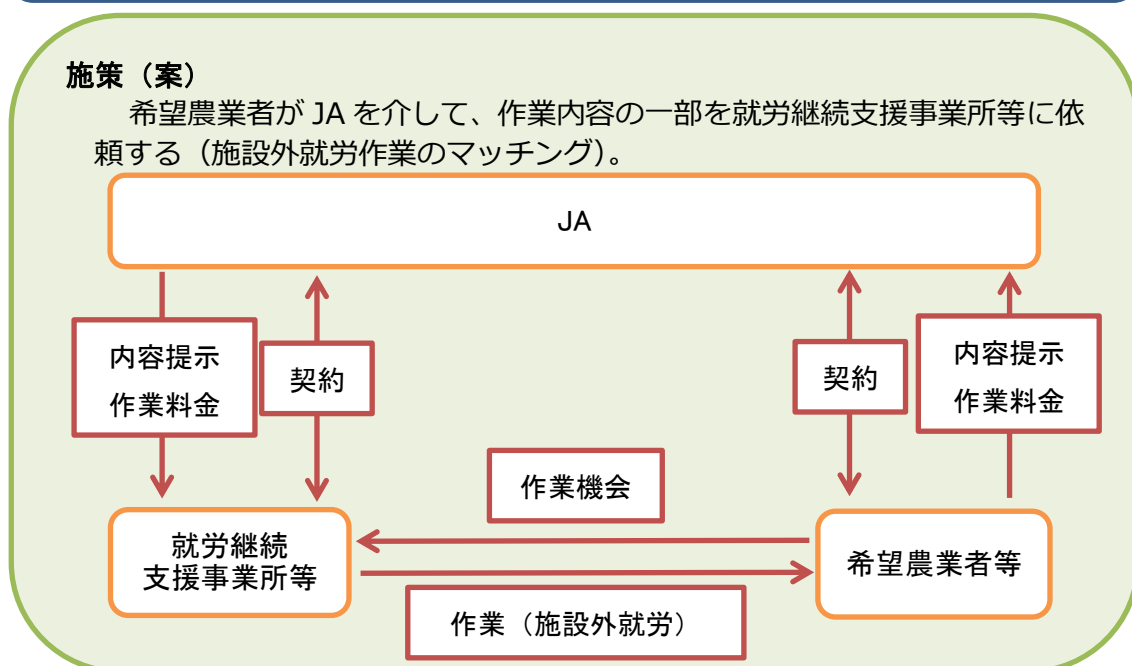 施策（案）
希望農業者が JA を介して、作業内容の一部を就労継続支援事業所等に依
頼する（施設外就労作業のマッチング）。
JA
内容提示
作業料金
契約
契約
内容提示
作業料金
作業機会
就労継続
支援事業所等
希望農業者等
作業（施設外就労）